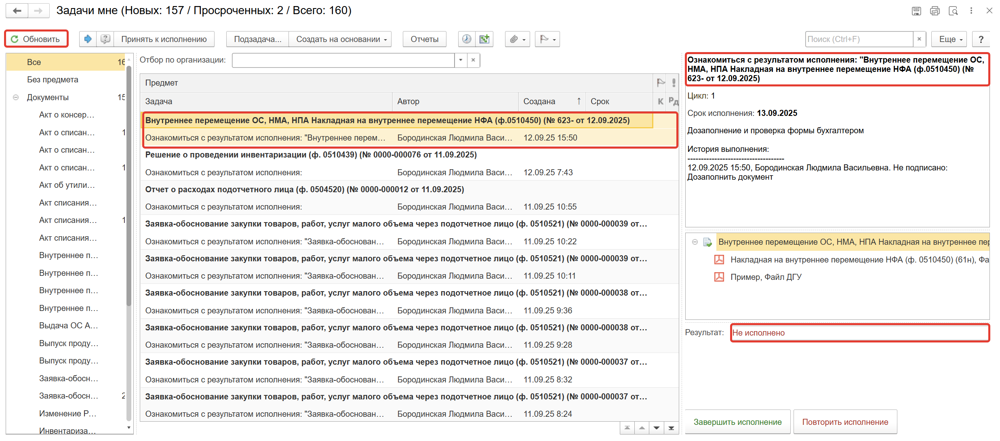 Задачи мне (Новых: 157 / Просроченных: 2 / Всего: 160)
Обновить
Принять к исполнению
Подзадача...
Создать на основании
Отчеты
Поиск (Ctrl+F)
×
Еще
?
Все 16
Без предмета
Документы 15
Акт о консер...
Акт о списан... 1
Акт о списан...
Акт о списан... 1
Акт об утили...
Акт списания...
Акт списания... 1
Акт списания...
Внутреннее п...
Внутреннее п...
Внутреннее п...
Внутреннее п...
Выдача ОС А...
Выпуск проду...
Выпуск проду...
Заявка-обосн...
Заявка-обосн... 2
Изменение Р...
Инвентариза...
Отбор по организации: ×
Предмет
Задача Автор Создана ↑ Срок К РД
Внутреннее перемещение ОС, НМА, НПА Накладная на внутреннее перемещение НФА (ф.0510450) (№ 623- от 12.09.2025)
Ознакомиться с результатом исполнения: "Внутреннее перем... Бородинская Людмила Васи... 12.09.25 15:50
Решение о проведении инвентаризации (ф. 0510439) (№ 0000-000076 от 11.09.2025)
Ознакомиться с результатом исполнения: Бородинская Людмила Васи... 12.09.25 7:43
Отчет о расходах подотчетного лица (ф. 0504520) (№ 0000-000012 от 11.09.2025)
Ознакомиться с результатом исполнения: Бородинская Людмила Васи... 11.09.25 10:55
Заявка-обоснование закупки товаров, работ, услуг малого объема через подотчетное лицо (ф. 0510521) (№ 0000-000039 от...
Ознакомиться с результатом исполнения: "Заявка-обоснован... Бородинская Людмила Васи... 11.09.25 10:22
Заявка-обоснование закупки товаров, работ, услуг малого объема через подотчетное лицо (ф. 0510521) (№ 0000-000039 от...
Ознакомиться с результатом исполнения: "Заявка-обоснован... Бородинская Людмила Васи... 11.09.25 10:11
Заявка-обоснование закупки товаров, работ, услуг малого объема через подотчетное лицо (ф. 0510521) (№ 0000-000038 от...
Ознакомиться с результатом исполнения: "Заявка-обоснован... Бородинская Людмила Васи... 11.09.25 9:36
Заявка-обоснование закупки товаров, работ, услуг малого объема через подотчетное лицо (ф. 0510521) (№ 0000-000038 от...
Ознакомиться с результатом исполнения: "Заявка-обоснован... Бородинская Людмила Васи... 11.09.25 9:28
Заявка-обоснование закупки товаров, работ, услуг малого объема через подотчетное лицо (ф. 0510521) (№ 0000-000037 от...
Ознакомиться с результатом исполнения: "Заявка-обоснован... Бородинская Людмила Васи... 11.09.25 8:32
Заявка-обоснование закупки товаров, работ, услуг малого объема через подотчетное лицо (ф. 0510521) (№ 0000-000037 от...
Ознакомиться с результатом исполнения: "Заявка-обоснован... Бородинская Людмила Васи... 11.09.25 8:24
Ознакомиться с результатом исполнения: "Внутреннее перемещение ОС,
НМА, НПА Накладная на внутреннее перемещение НФА (ф.0510450) (№
623- от 12.09.2025)
Цикл: 1
Срок исполнения: 13.09.2025
Дозаполнение и проверка формы бухгалтером
История выполнения:
------------------------------------
12.09.2025 15:50, Бородинская Людмила Васильевна. Не подписано:
Дозаполнить документ
Внутреннее перемещение ОС, НМА, НПА Накладная на внутреннее пер
Накладная на внутреннее перемещение НФА (ф. 0510450) (61н), Фа
Пример, Файл ДГУ
Результат: Не исполнено
Завершить исполнение
Повторить исполнение